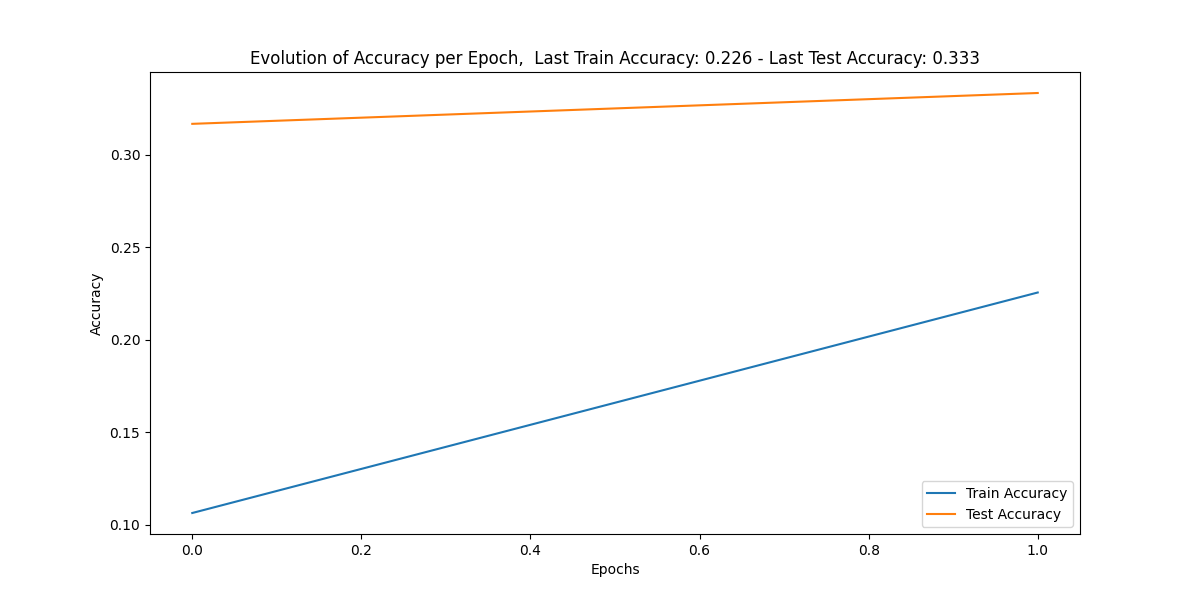 Evolution of Accuracy per Epoch,  Last Train Accuracy: 0.226 - Last Test Accuracy: 0.333
Accuracy
0.30
0.25
0.20
0.15
0.10
0.0 0.2 0.4 0.6 0.8 1.0
Epochs
Train Accuracy
Test Accuracy